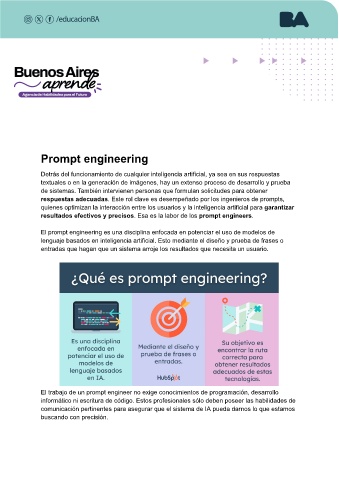 /educacionBA
BA
Buenos Aires
aprende
Agencia de Habilidades para el Futuro
Prompt engineering
Detrás del funcionamiento de cualquier inteligencia artificial, ya sea en sus respuestas
textuales o en la generación de imágenes, hay un extenso proceso de desarrollo y prueba
de sistemas. También intervienen personas que formulan solicitudes para obtener
respuestas adecuadas. Este rol clave es desempeñado por los ingenieros de prompts,
quienes optimizan la interacción entre los usuarios y la inteligencia artificial para garantizar
resultados efectivos y precisos. Esa es la labor de los prompt engineers.
El prompt engineering es una disciplina enfocada en potenciar el uso de modelos de
lenguaje basados en inteligencia artificial. Esto mediante el diseño y prueba de frases o
entradas que hagan que un sistema arroje los resultados que necesita un usuario.
¿Qué es prompt engineering?
Es una disciplina
enfocada en
potenciar el uso de
modelos de
lenguaje basados
en IA.
Mediante el diseño y
prueba de frases o
entradas.
HubSpot
Su objetivo es
encontrar la ruta
correcta para
obtener resultados
adecuados de estas
tecnologías.
El trabajo de un prompt engineer no exige conocimientos de programación, desarrollo
informático ni escritura de código. Estos profesionales sólo deben poseer las habilidades de
comunicación pertinentes para asegurar que el sistema de IA pueda darnos lo que estamos
buscando con precisión.